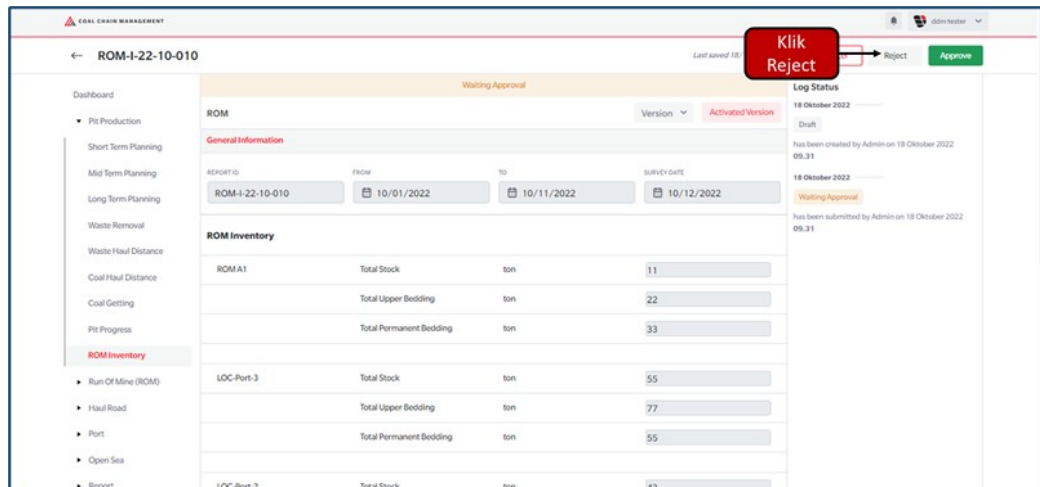 COAL CHAIN MANAGEMENT
ddm tester
ROM-I-22-10-010
Last saved 18/
Klik
Reject
Reject
Approve
Dashboard
Pit Production
Short Term Planning
Mid Term Planning
Long Term Planning
Waste Removal
Waste Haul Distance
Coal Haul Distance
Coal Getting
Pit Progress
ROM Inventory
Run Of Mine (ROM)
Haul Road
Port
Open Sea
Report
Waiting Approval
ROM
Version
Activated Version
General Information
REPORT ID FROM TO SURVEY DATE
ROM-I-22-10-010 10/01/2022 10/11/2022 10/12/2022
ROM Inventory
ROM A1 Total Stock ton 11
Total Upper Bedding ton 22
Total Permanent Bedding ton 33
LOC-Port-3 Total Stock ton 55
Total Upper Bedding ton 77
Total Permanent Bedding ton 55
Total Stock ton
Log Status
18 Oktober 2022
Draft
has been created by Admin on 18 Oktober 2022
09.31
18 Oktober 2022
Waiting Approval
has been submitted by Admin on 18 Oktober 2022
09.31